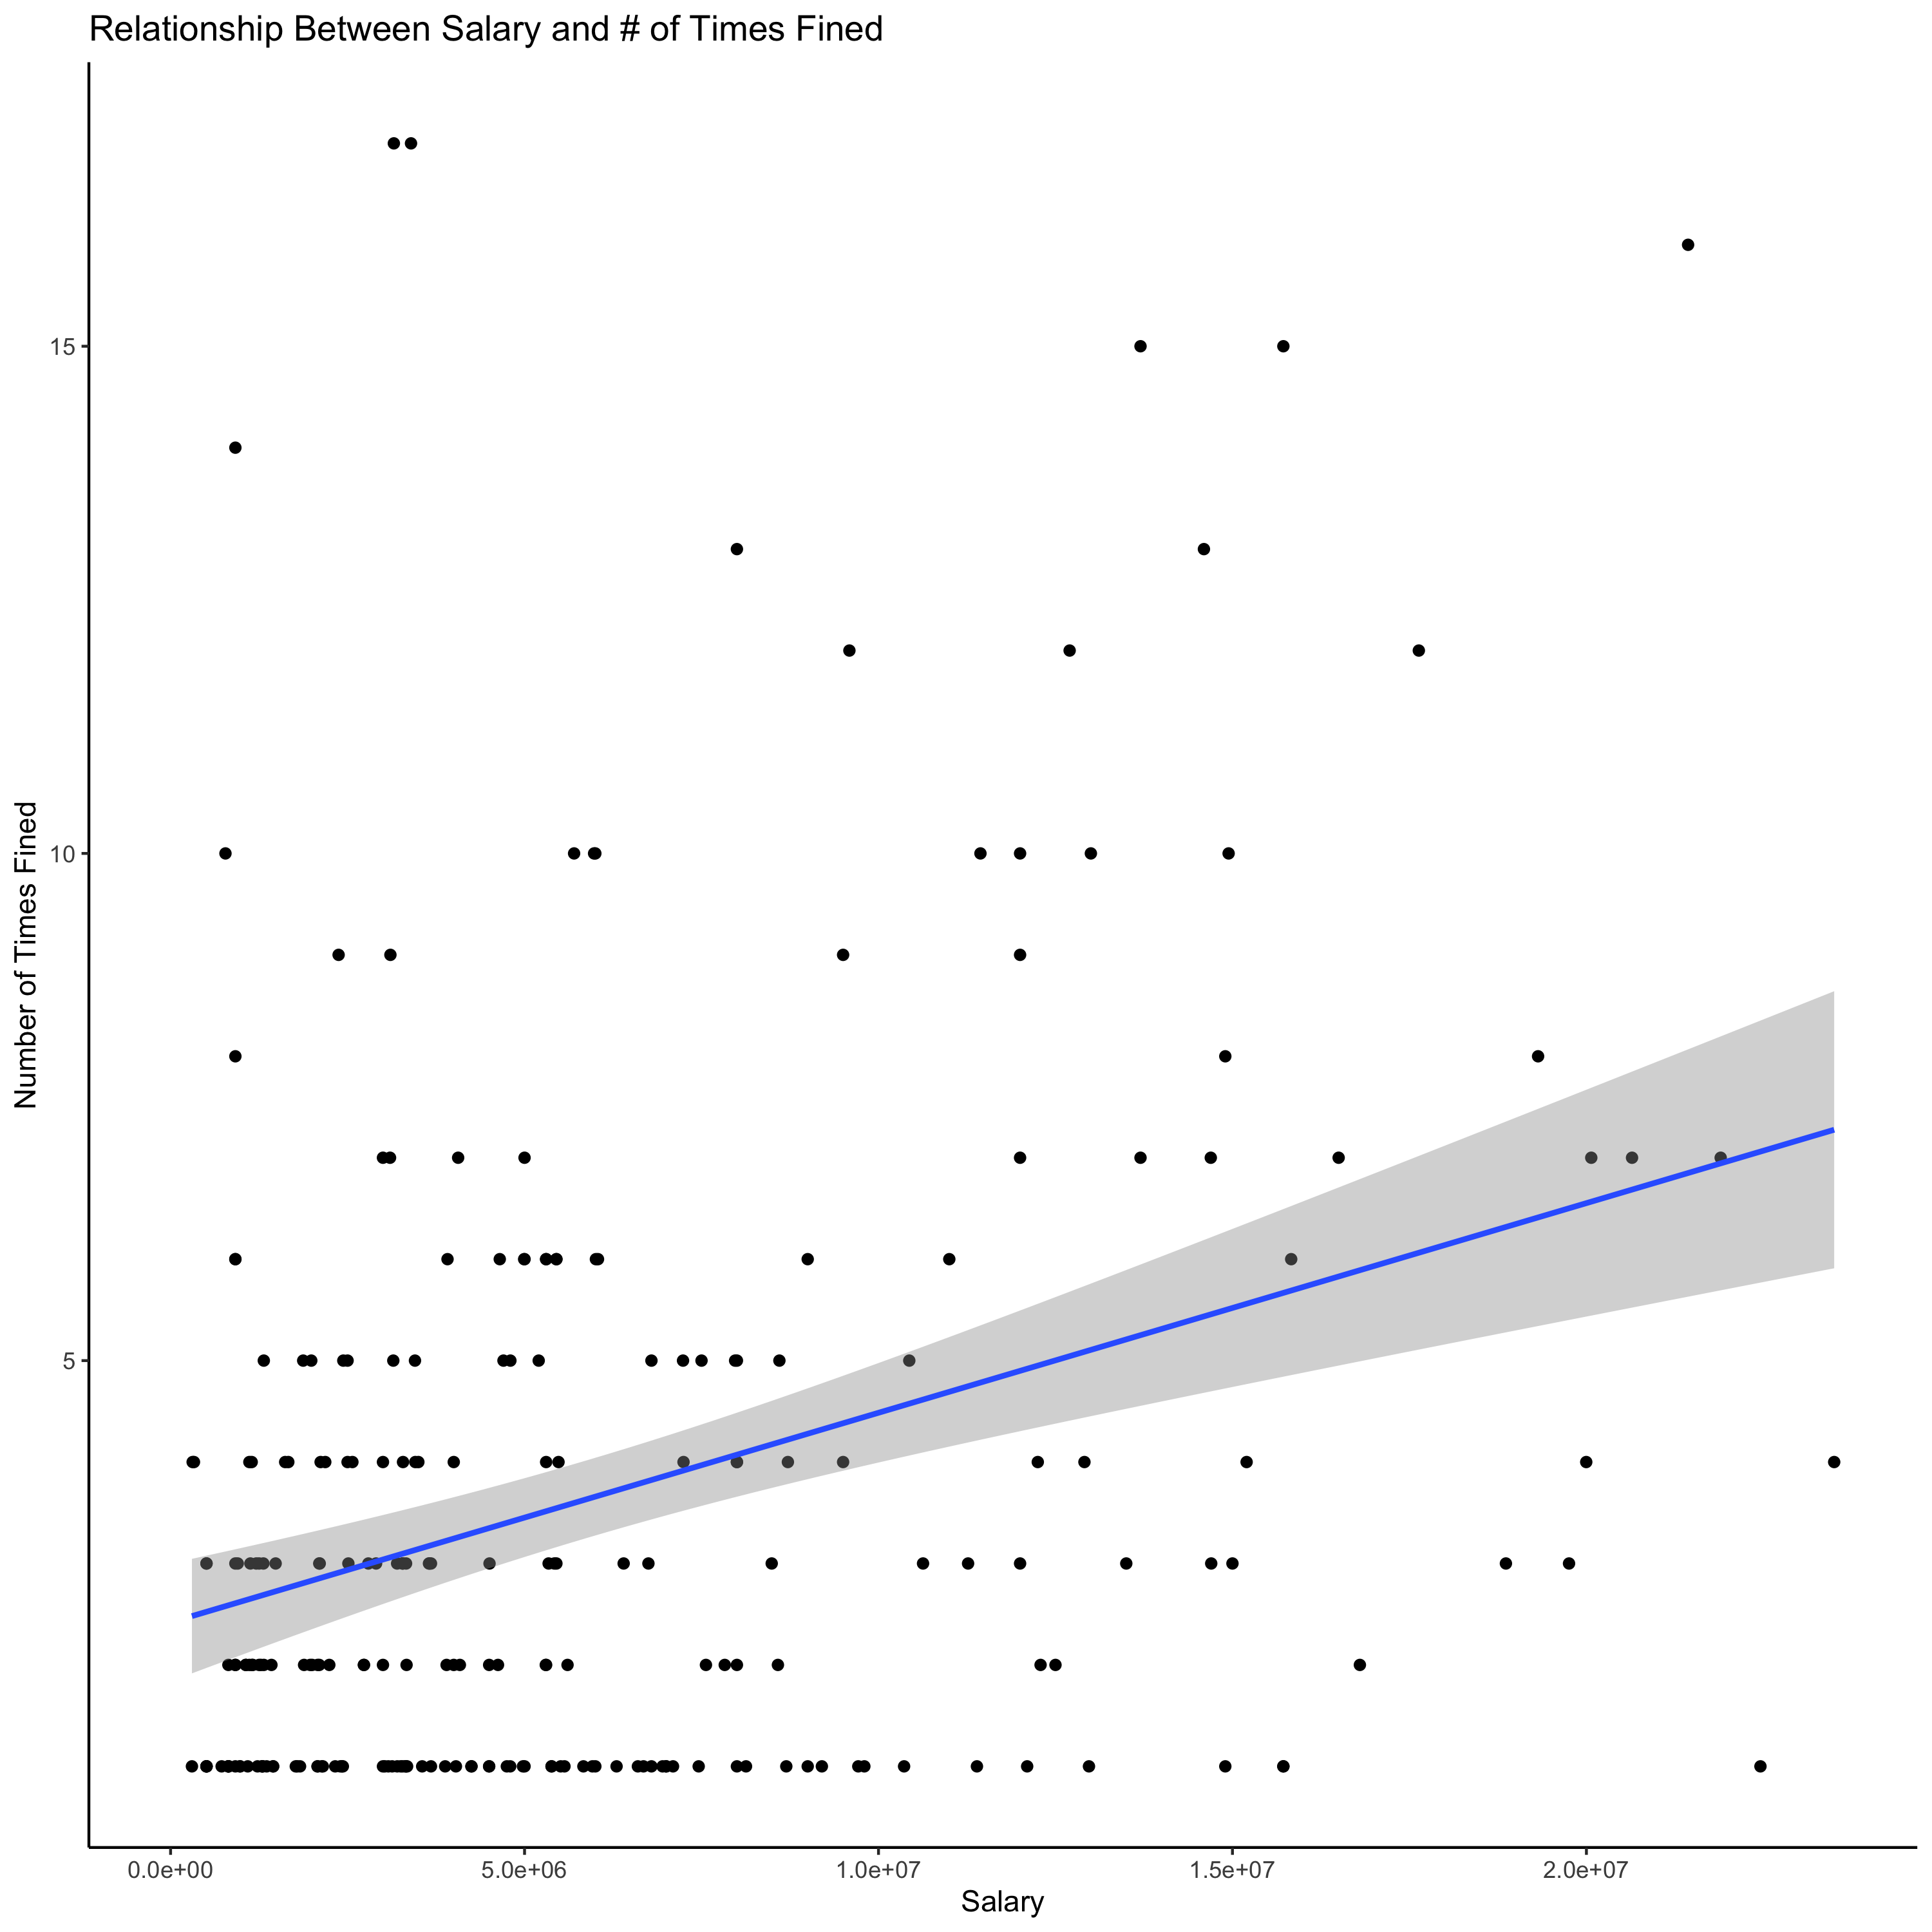 Relationship Between Salary and # of Times Fined
Number of Times Fined
15
10
5
0.0e+00
5.0e+06
1.0e+07
1.5e+07
2.0e+07
Salary